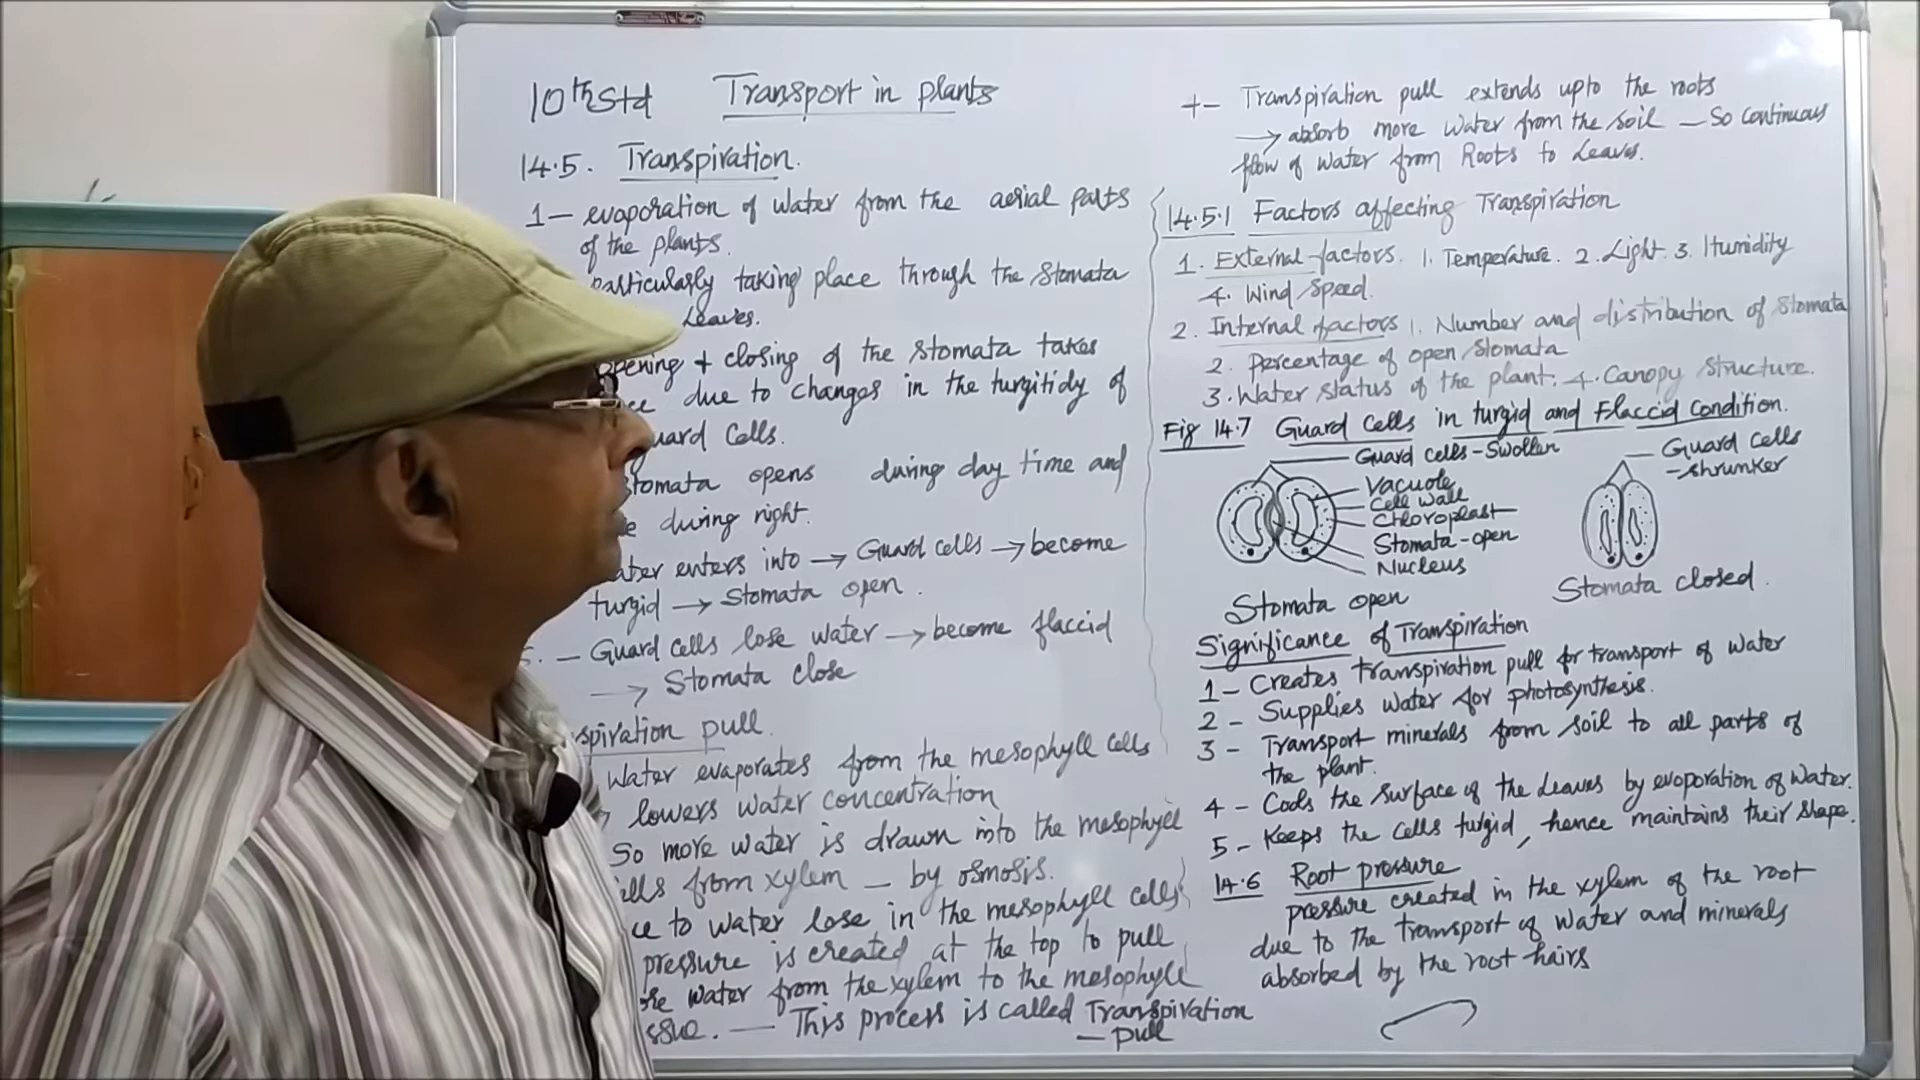 10th Std Transport in plants
14.5. Transpiration.
1 — evaporation of water from the aerial parts
of the plants.
particularly taking place through the stomata
Leaves.
opening + closing of the stomata takes
due to changes in the turgitidy of
Guard Cells.
Stomata opens during day time and
during right.
water enters into → Guard cells → become
turgid → Stomata open.
5. — Guard cells lose water → become flaccid
→ Stomata close
spiration pull.
Water evaporates from the mesophyll cells
lowers water concentration
So more water is drawn into the mesophyll
cells from xylem — by osmosis.
to water lose in the mesophyll cells
pressure is created at the top to pull
water from the xylem to the mesophyll
ssue. — This process is called Transpiration
— pull
4 — Transpiration pull extends upto the roots
→ absorb more water from the soil — So continuous
flow of water from Roots to Leaves.
14.5.1 Factors affecting Transpiration
1. External factors. 1. Temperature. 2. Light. 3. Humidity
4. Wind Speed.
2. Internal factors 1. Number and distribution of Stomata
2. percentage of open stomata
3. Water status of the plant. 4. Canopy structure.
Fig 14.7 Guard cells in turgid and Flaccid Condition.
Guard cells - Swollen
Guard cells
- shrunker
Vacuole
Cell wall
Chloroplast
Stomata - open
Nucleus
Stomata open
Stomata closed.
Significance of Transpiration
1 — Creates transpiration pull for transport of water
2 — Supplies water for photosynthesis.
3 — Transport minerals from soil to all parts of
the plant.
4 — Cools the surface of the leaves by evoporation of water.
5 — Keeps the cells turgid, hence maintains their shape.
14.6 Root pressure
pressure created in the xylem of the root
due to the transport of water and minerals
absorbed by the root hairs